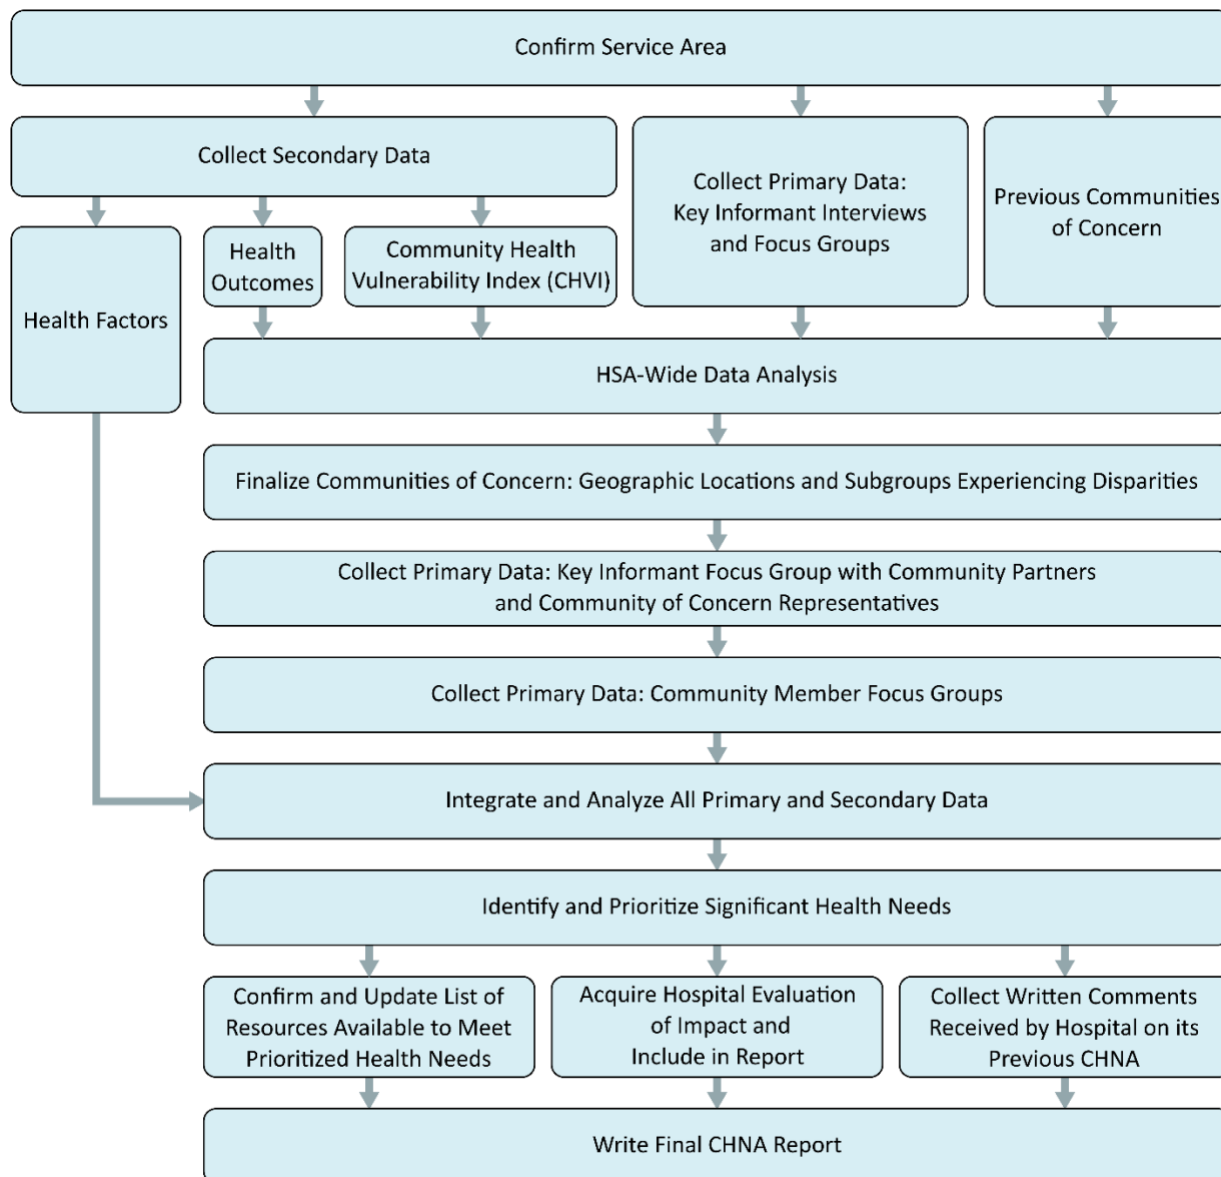 Confirm Service Area
Collect Secondary Data
Collect Primary Data:
Key Informant Interviews
and Focus Groups
Previous Communities
of Concern
Health Factors
Health
Outcomes
Community Health
Vulnerability Index (CHVI)
HSA-Wide Data Analysis
Finalize Communities of Concern: Geographic Locations and Subgroups Experiencing Disparities
Collect Primary Data: Key Informant Focus Group with Community Partners
and Community of Concern Representatives
Collect Primary Data: Community Member Focus Groups
Integrate and Analyze All Primary and Secondary Data
Identify and Prioritize Significant Health Needs
Confirm and Update List of
Resources Available to Meet
Prioritized Health Needs
Acquire Hospital Evaluation
of Impact and
Include in Report
Collect Written Comments
Received by Hospital on its
Previous CHNA
Write Final CHNA Report